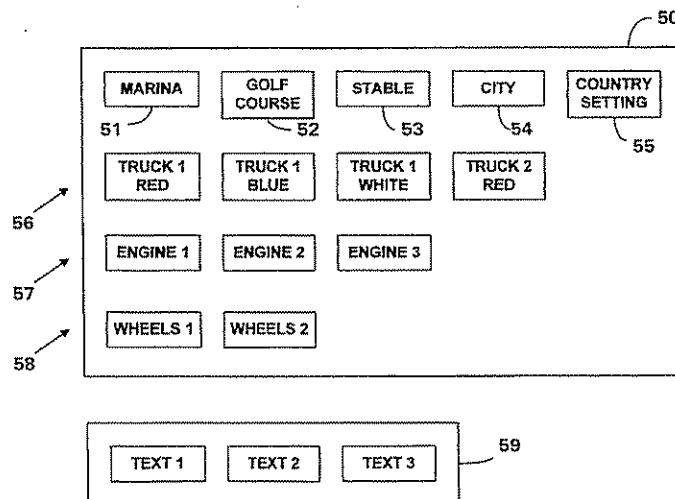 50
MARINA
GOLF
COURSE
STABLE
CITY
COUNTRY
SETTING
51
52
53
54
55
TRUCK 1
RED
TRUCK 1
BLUE
TRUCK 1
WHITE
TRUCK 2
RED
56
ENGINE 1
ENGINE 2
ENGINE 3
57
WHEELS 1
WHEELS 2
58
TEXT 1
TEXT 2
TEXT 3
59